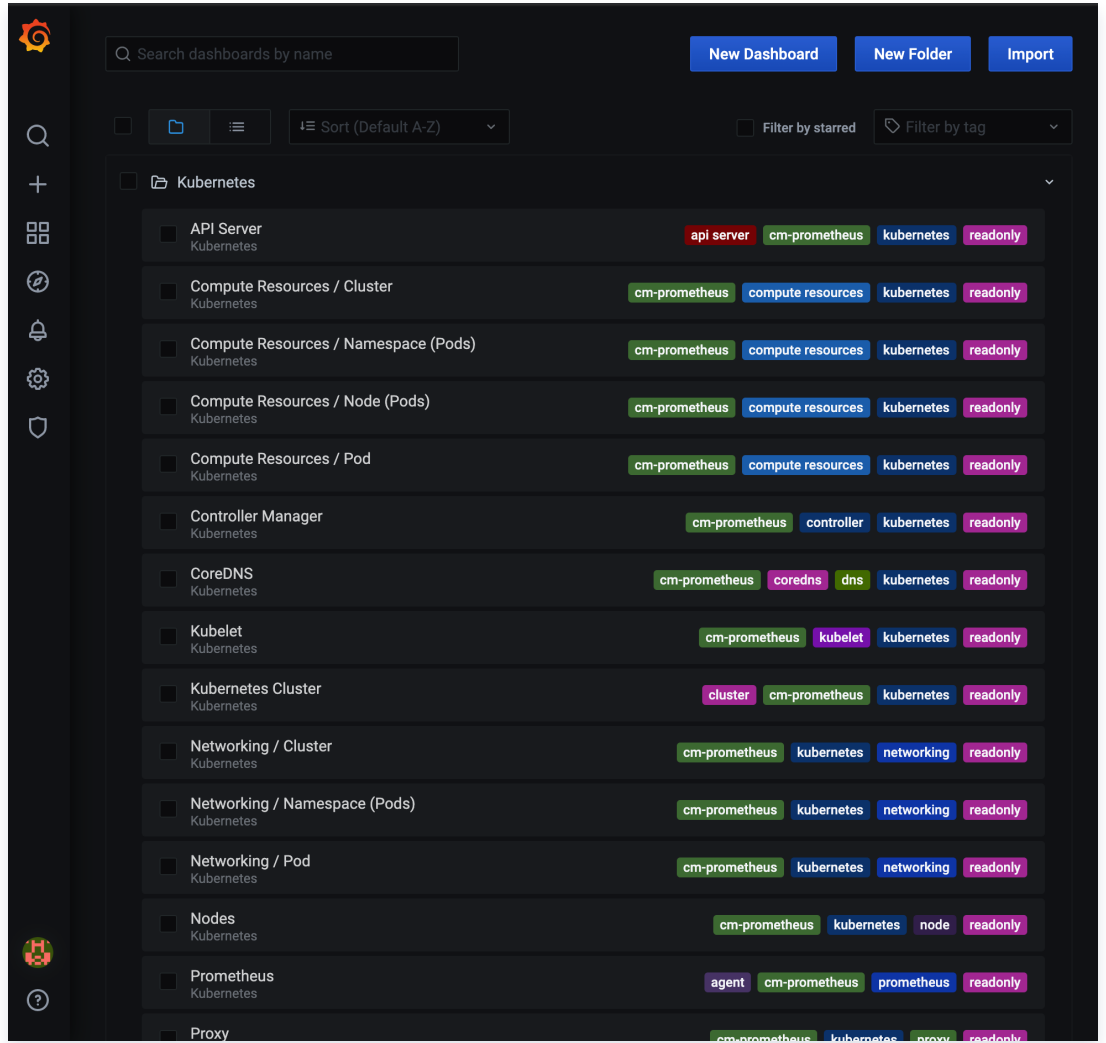 Search dashboards by name
New Dashboard
New Folder
Import
Sort (Default A-Z)
Filter by starred
Filter by tag
Kubernetes
API Server
Kubernetes
api server cm-prometheus kubernetes readonly
Compute Resources / Cluster
Kubernetes
cm-prometheus compute resources kubernetes readonly
Compute Resources / Namespace (Pods)
Kubernetes
cm-prometheus compute resources kubernetes readonly
Compute Resources / Node (Pods)
Kubernetes
cm-prometheus compute resources kubernetes readonly
Compute Resources / Pod
Kubernetes
cm-prometheus compute resources kubernetes readonly
Controller Manager
Kubernetes
cm-prometheus controller kubernetes readonly
CoreDNS
Kubernetes
cm-prometheus coredns dns kubernetes readonly
Kubelet
Kubernetes
cm-prometheus kubelet kubernetes readonly
Kubernetes Cluster
Kubernetes
cluster cm-prometheus kubernetes readonly
Networking / Cluster
Kubernetes
cm-prometheus kubernetes networking readonly
Networking / Namespace (Pods)
Kubernetes
cm-prometheus kubernetes networking readonly
Networking / Pod
Kubernetes
cm-prometheus kubernetes networking readonly
Nodes
Kubernetes
cm-prometheus kubernetes node readonly
Prometheus
Kubernetes
agent cm-prometheus prometheus readonly
Proxy
cm-prometheus kubernetes proxy readonly